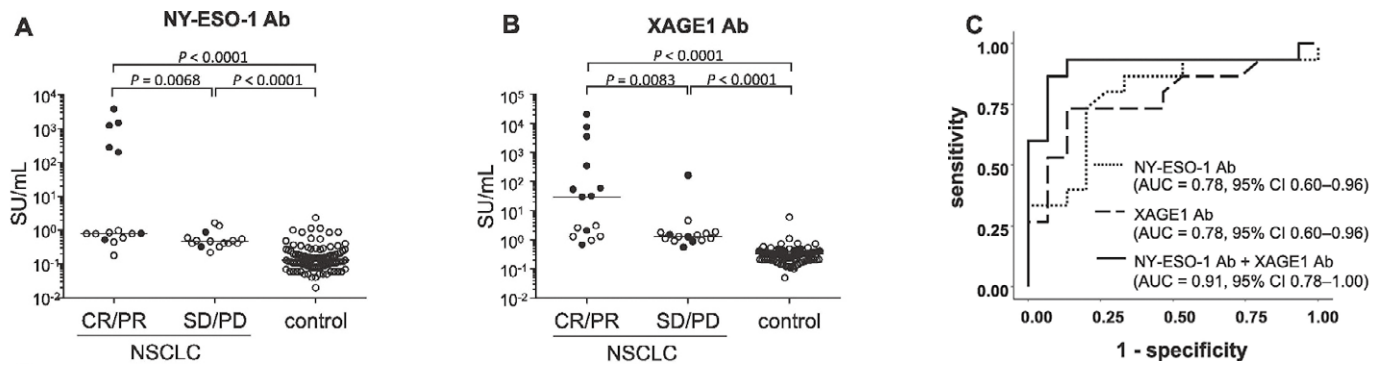 A
NY-ESO-1 Ab
P < 0.0001
P = 0.0068
P < 0.0001
SU/mL
10⁴
10³
10²
10¹
10⁰
10⁻¹
10⁻²
CR/PR
SD/PD
control
NSCLC
B
XAGE1 Ab
P < 0.0001
P = 0.0083
P < 0.0001
SU/mL
10⁵
10⁴
10³
10²
10¹
10⁰
10⁻¹
10⁻²
CR/PR
SD/PD
control
NSCLC
C
sensitivity
1.00
0.75
0.50
0.25
0.00
NY-ESO-1 Ab
(AUC = 0.78, 95% CI 0.60–0.96)
XAGE1 Ab
(AUC = 0.78, 95% CI 0.60–0.96)
NY-ESO-1 Ab + XAGE1 Ab
(AUC = 0.91, 95% CI 0.78–1.00)
0.00
0.25
0.50
0.75
1.00
1 - specificity